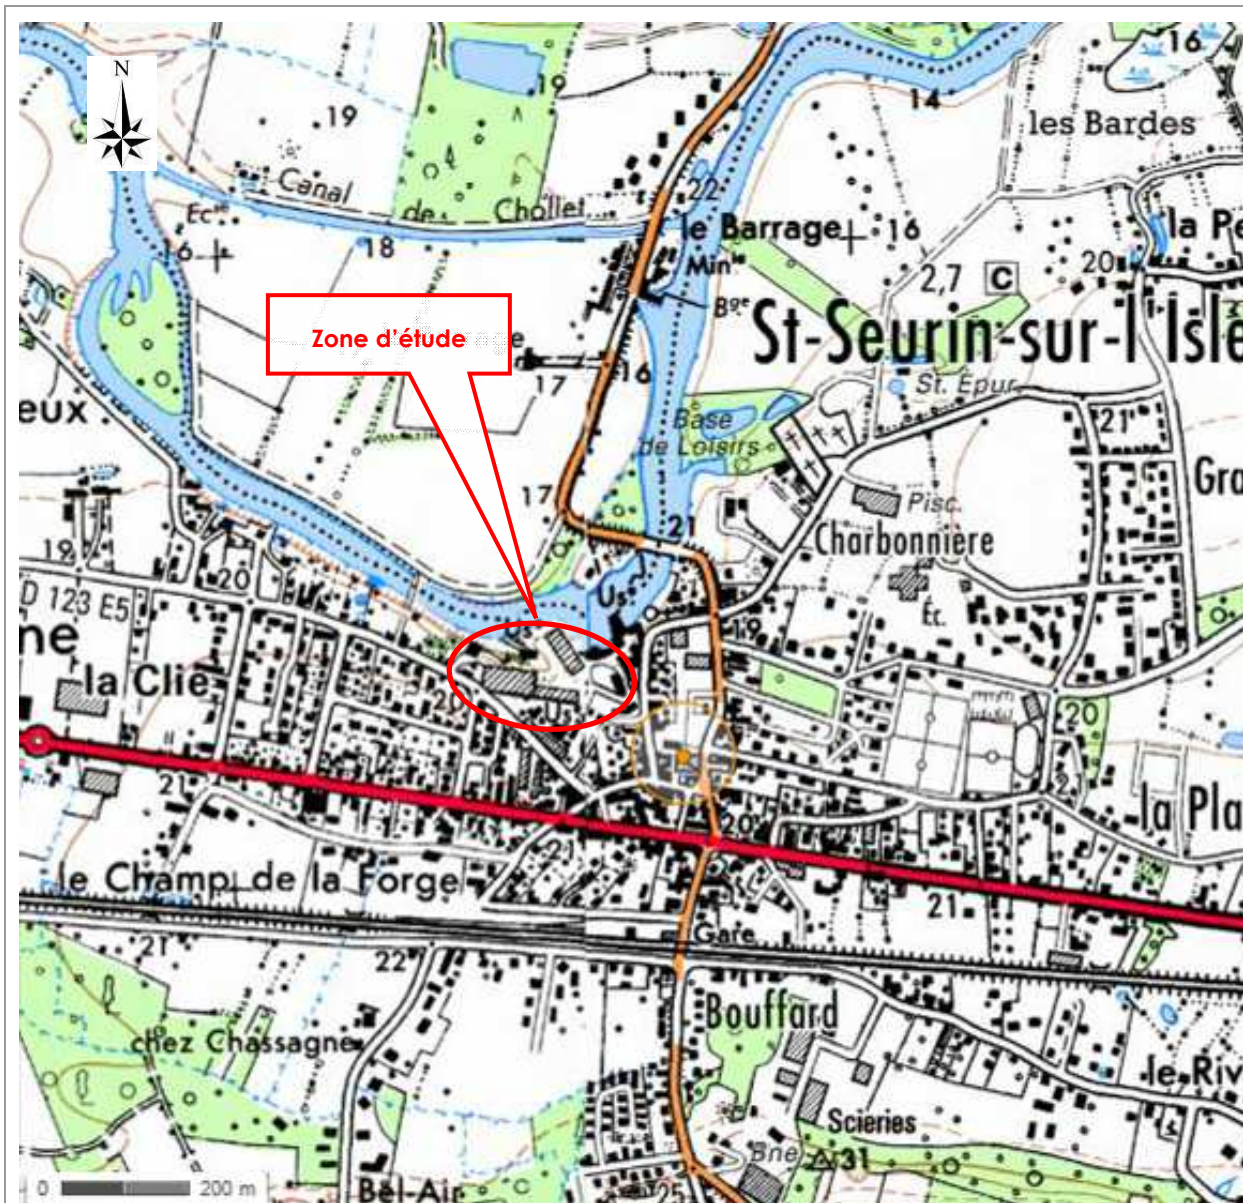 N
16
19
19
14
les Bardes
Canal
de
Chollet
22
Ec
16
18
le Barrage
16
la Pe
20
Min
Bge
2,7
C
St-Seurin-sur-l'Isle
Zone d'étude
17
16
St. Épur.
eux
Base
de Loisirs
21
Gra
17
Pisc.
21
Charbonnière
19
20
D 123 E5
Us.
Éc.
19
ne
la Clie
20
20
21
20
21
2
la Pla
le Champ de la Forge
21
Gare
21
22
Bouffard
chez Chassagne
le Riv
Scieries
Bne
31
0
200 m
Bel-Air
25